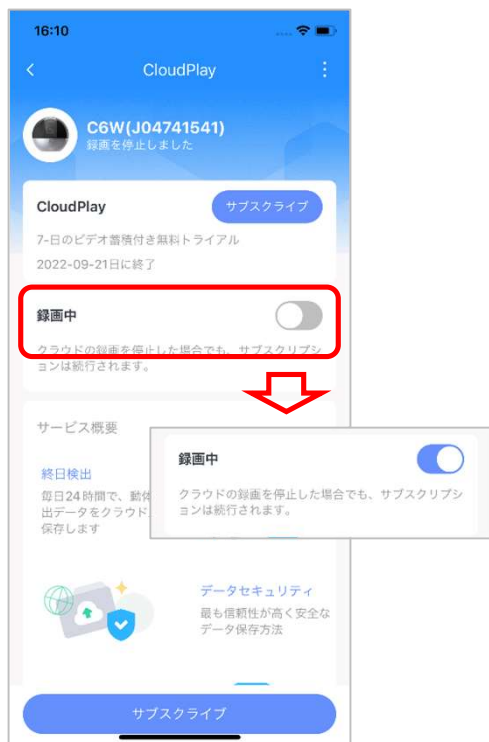 16:10
CloudPlay
C6W(J04741541)
録画を停止しました
CloudPlay
サブスクライブ
7-日のビデオ蓄積付き無料トライアル
2022-09-21日に終了
録画中
クラウドの録画を停止した場合でも、サブスクリプシ
ョンは続行されます。
サービス概要
録画中
クラウドの録画を停止した場合でも、サブスクリプシ
ョンは続行されます。
終日検出
毎日24時間で、動体
出データをクラウド
保存します
データセキュリティ
最も信頼性が高く安全な
データ保存方法
サブスクライブ